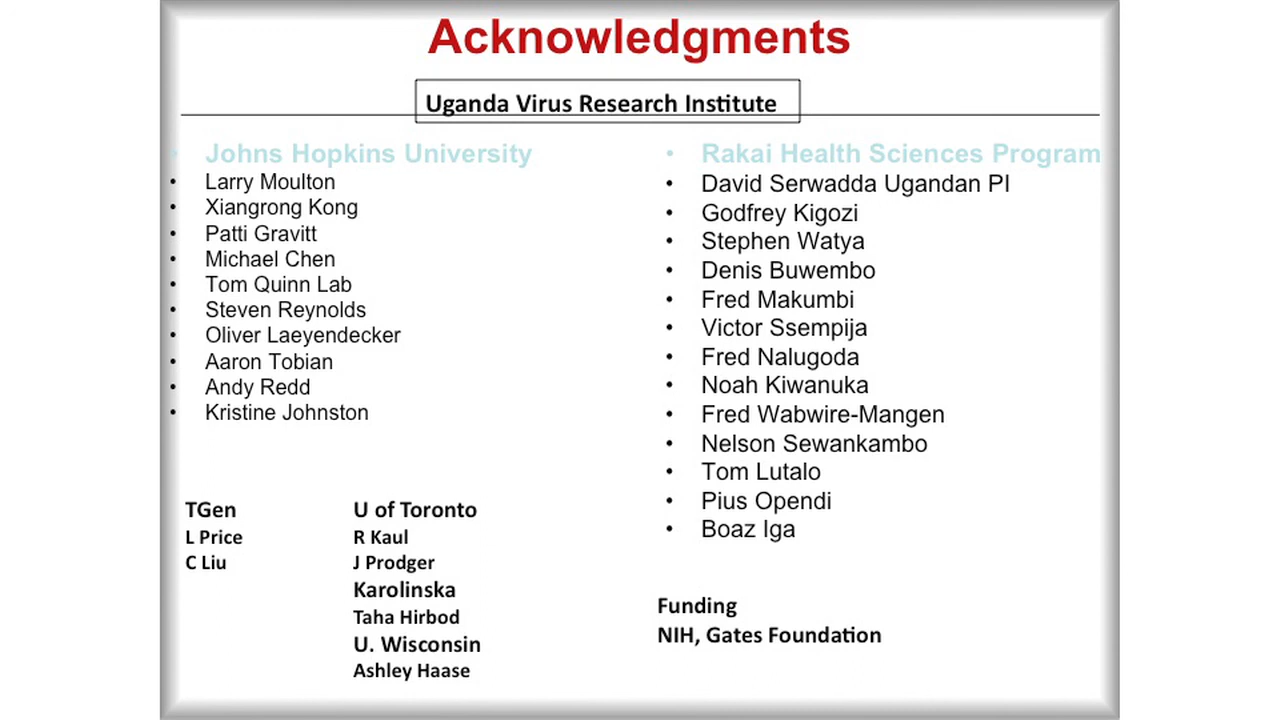 Acknowledgments
Uganda Virus Research Institute
• Johns Hopkins University
• Larry Moulton
• Xiangrong Kong
• Patti Gravitt
• Michael Chen
• Tom Quinn Lab
• Steven Reynolds
• Oliver Laeyendecker
• Aaron Tobian
• Andy Redd
• Kristine Johnston
• Rakai Health Sciences Program
• David Serwadda Ugandan PI
• Godfrey Kigozi
• Stephen Watya
• Denis Buwembo
• Fred Makumbi
• Victor Ssempija
• Fred Nalugoda
• Noah Kiwanuka
• Fred Wabwire-Mangen
• Nelson Sewankambo
• Tom Lutalo
• Pius Opendi
• Boaz Iga
TGen
L Price
C Liu
U of Toronto
R Kaul
J Prodger
Karolinska
Taha Hirbod
U. Wisconsin
Ashley Haase
Funding
NIH, Gates Foundation